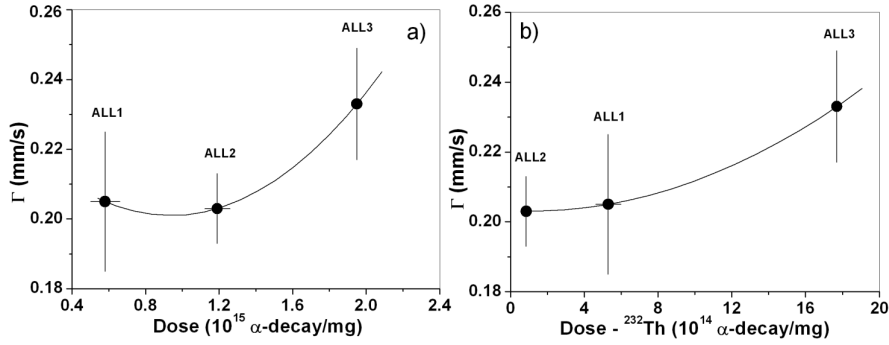 a)
0.26
0.24
0.22
0.20
0.18
Γ (mm/s)
ALL1
ALL2
ALL3
0.4 0.8 1.2 1.6 2.0 2.4
Dose (10¹⁵ α-decay/mg)
b)
0.26
0.24
0.22
0.20
0.18
Γ (mm/s)
ALL2
ALL1
ALL3
0 4 8 12 16 20
Dose - ²³²Th (10¹⁴ α-decay/mg)